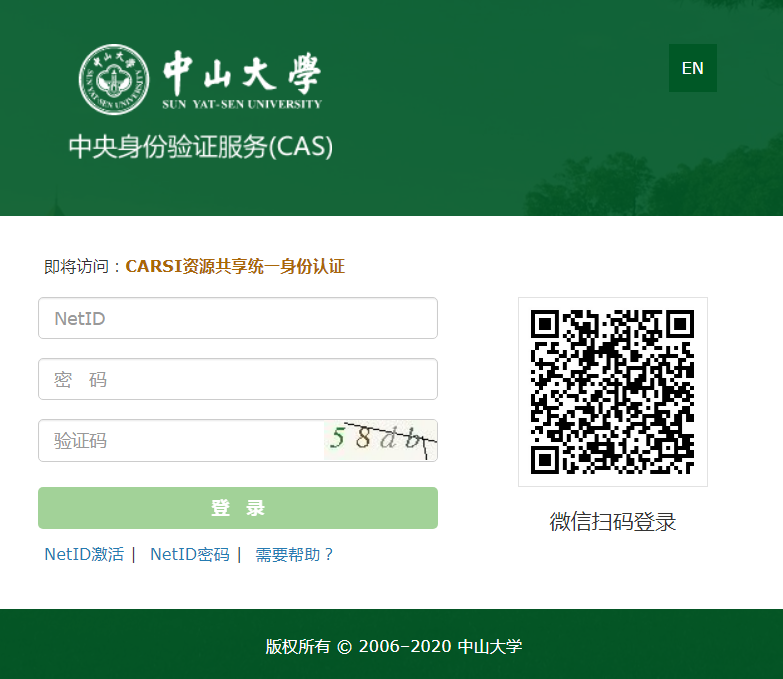 中山大學
SUN YAT-SEN UNIVERSITY
EN
中央身份验证服务(CAS)
即将访问：CARSI资源共享统一身份认证
NetID
密 码
验证码
58db
登 录
微信扫码登录
NetID激活 | NetID密码 | 需要帮助？
版权所有 © 2006-2020 中山大学